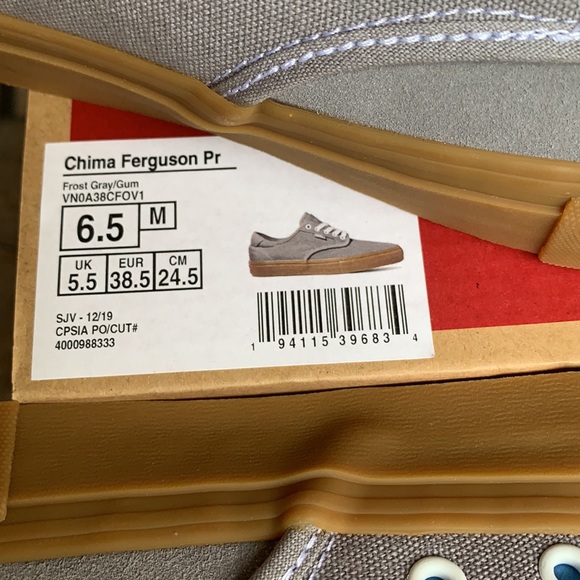 Chima Ferguson Pr
Frost Gray/Gum
VN0A38CFOV1
6.5 M
UK EUR CM
5.5 38.5 24.5
SJV - 12/19
CPSIA PO/CUT#
4000988333
1 94115 39683 4